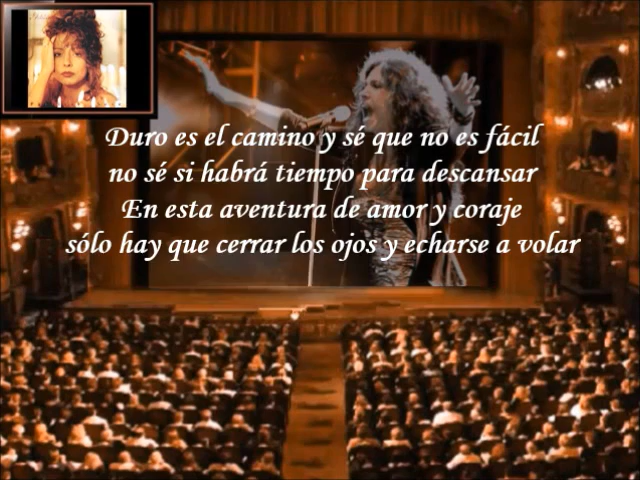 Duro es el camino y sé que no es fácil
no sé si habrá tiempo para descansar
En esta aventura de amor y coraje
sólo hay que cerrar los ojos y echarse a volar